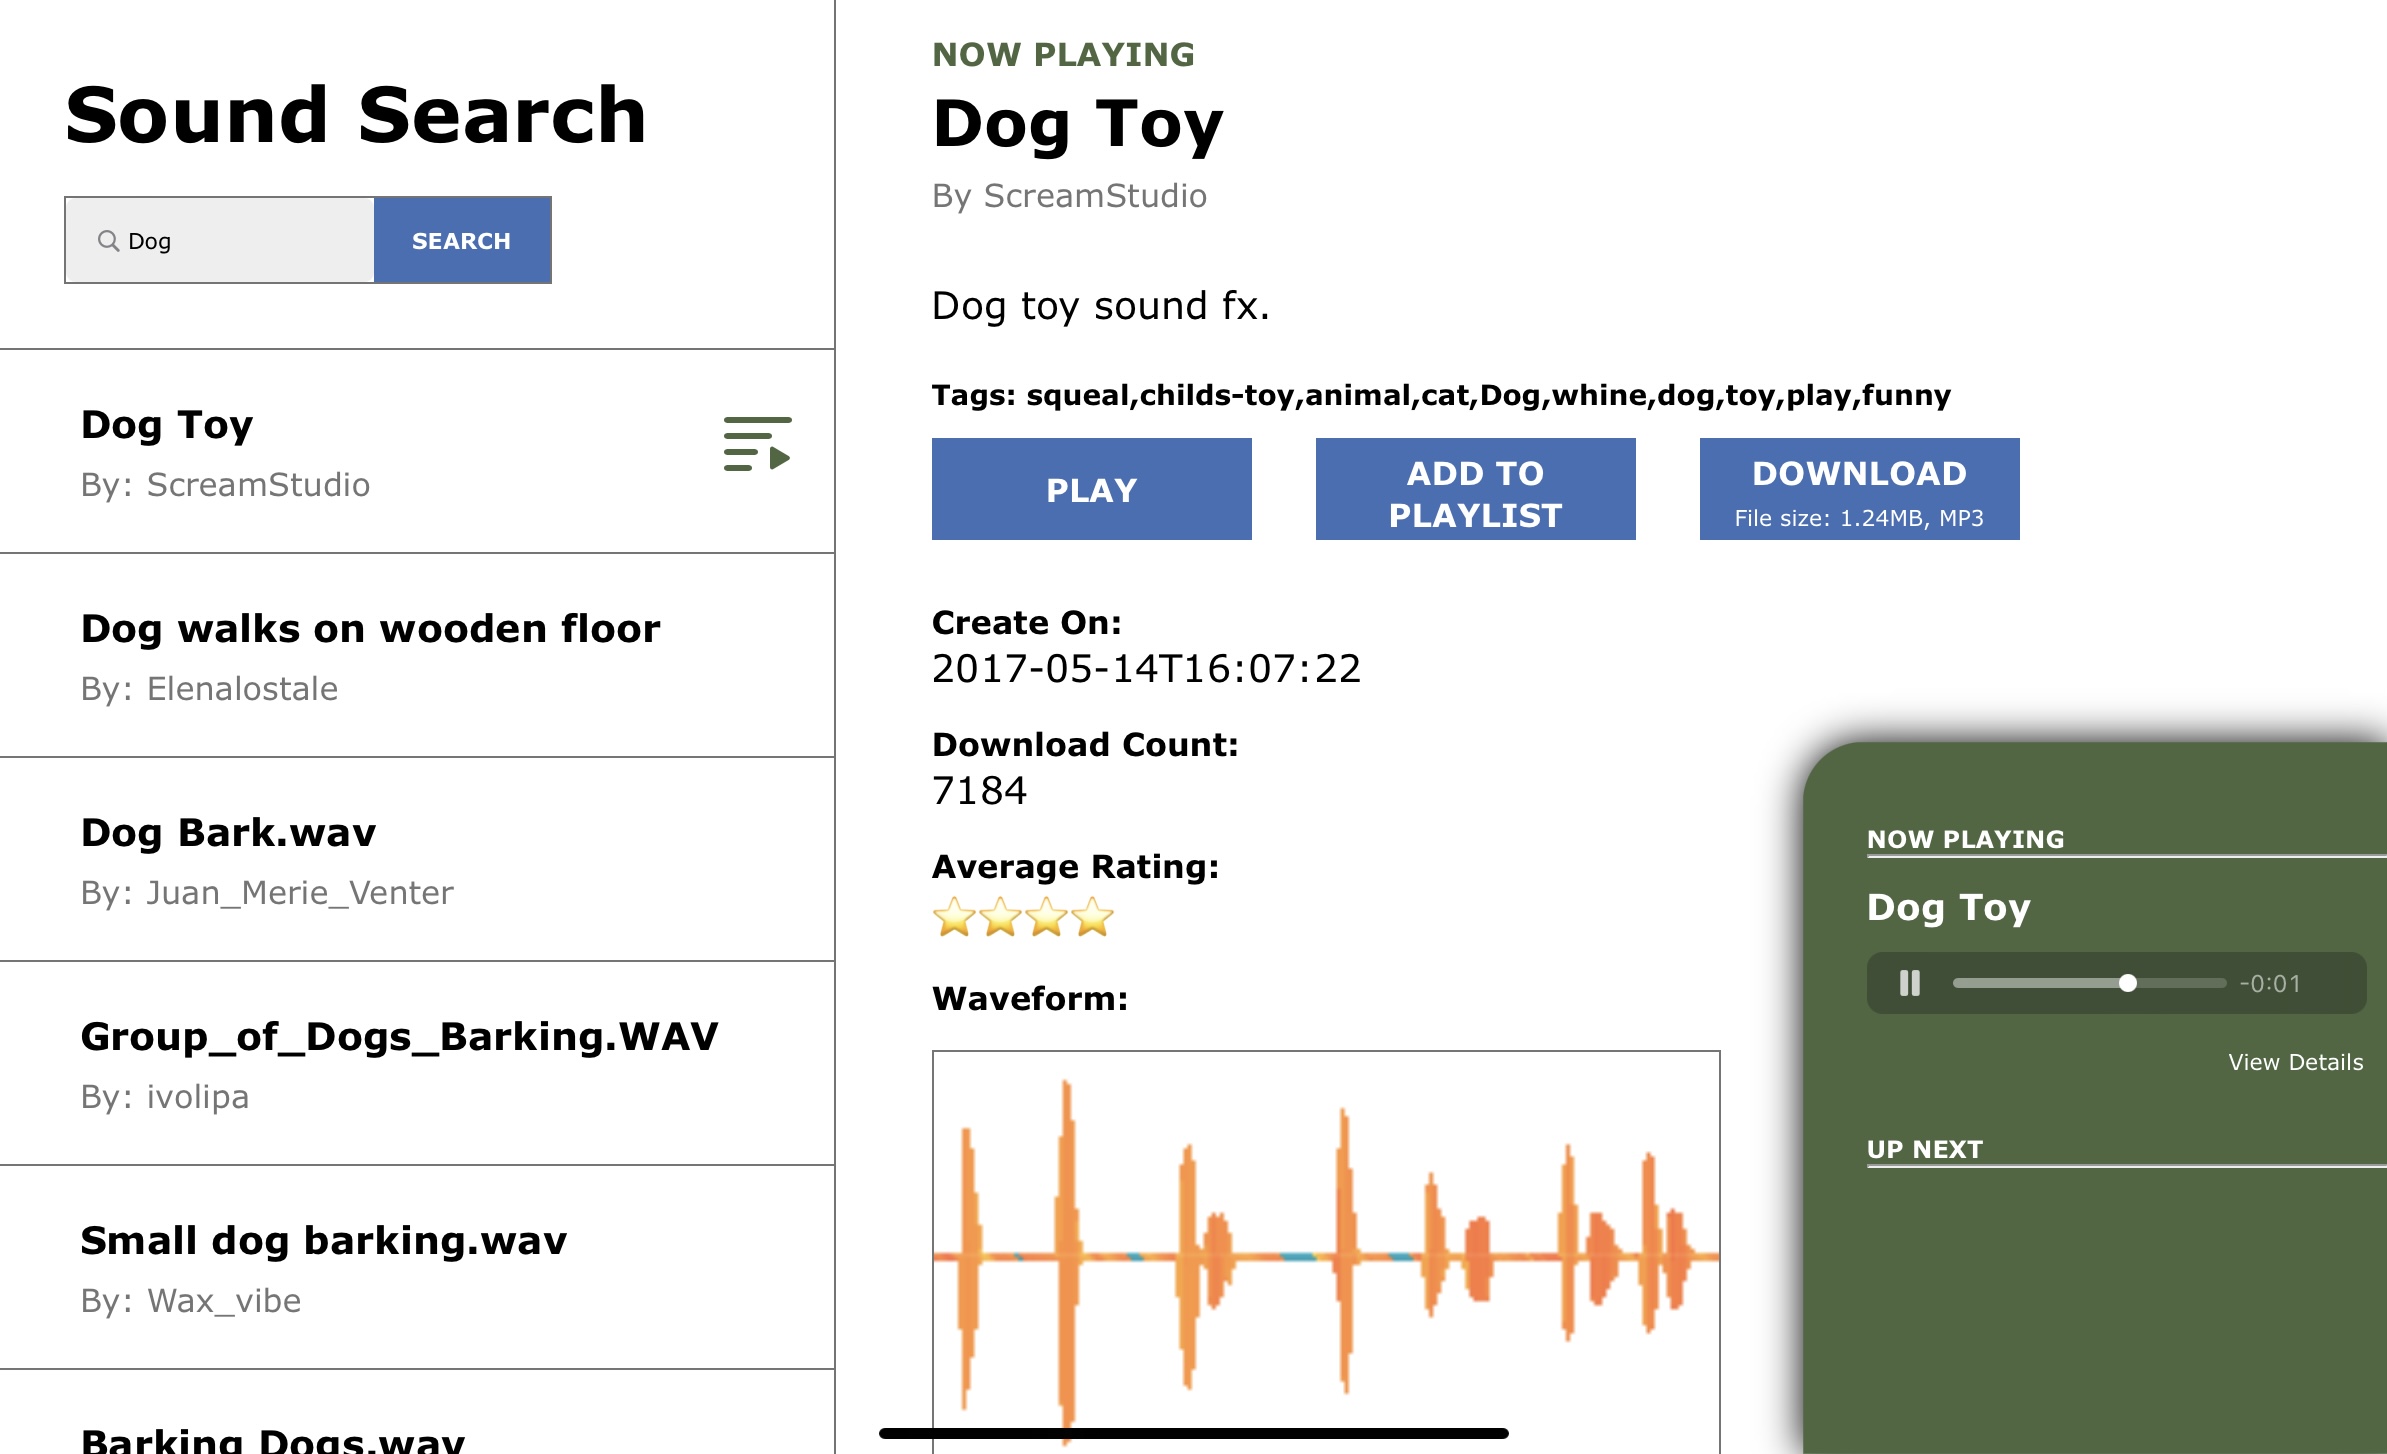 Sound Search
Dog
SEARCH
Dog Toy
By: ScreamStudio
Dog walks on wooden floor
By: Elenalostale
Dog Bark.wav
By: Juan_Merie_Venter
Group_of_Dogs_Barking.WAV
By: ivolipa
Small dog barking.wav
By: Wax_vibe
Barking Dogs.wav
NOW PLAYING
Dog Toy
By ScreamStudio
Dog toy sound fx.
Tags: squeal,childs-toy,animal,cat,Dog,whine,dog,toy,play,funny
PLAY
ADD TO
PLAYLIST
DOWNLOAD
File size: 1.24MB, MP3
Create On:
2017-05-14T16:07:22
Download Count:
7184
Average Rating:
Waveform:
NOW PLAYING
Dog Toy
-0:01
View Details
UP NEXT